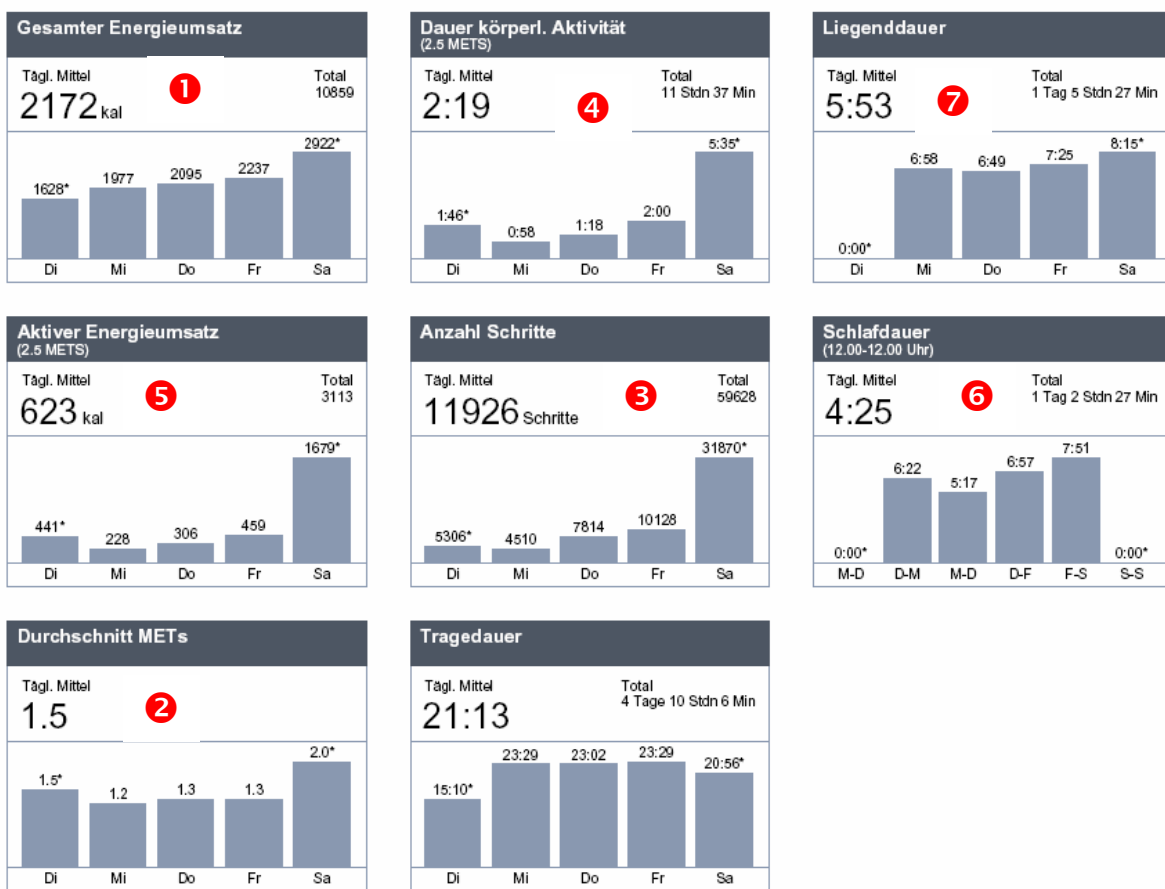 Gesamter Energieumsatz
Tägl. Mittel
Total
2172 kal
❶
10859
1628*
1977
2095
2237
2922*
Di Mi Do Fr Sa
Dauer körperl. Aktivität
(2.5 METS)
Tägl. Mittel
Total
2:19
❹
11 Stdn 37 Min
1:46*
0:58
1:18
2:00
5:35*
Di Mi Do Fr Sa
Liegenddauer
Tägl. Mittel
Total
5:53
❼
1 Tag 5 Stdn 27 Min
0:00*
6:58
6:49
7:25
8:15*
Di Mi Do Fr Sa
Aktiver Energieumsatz
(2.5 METS)
Tägl. Mittel
Total
623 kal
❺
3113
441*
228
306
459
1679*
Di Mi Do Fr Sa
Anzahl Schritte
Tägl. Mittel
Total
11926 Schritte
❸
59628
5306*
4510
7814
10128
31870*
Di Mi Do Fr Sa
Schlafdauer
(12.00-12.00 Uhr)
Tägl. Mittel
Total
4:25
❻
1 Tag 2 Stdn 27 Min
0:00*
6:22
5:17
6:57
7:51
0:00*
M-D D-M M-D D-F F-S S-S
Durchschnitt METs
Tägl. Mittel
1.5
❷
1.5*
1.2
1.3
1.3
2.0*
Di Mi Do Fr Sa
Tragedauer
Tägl. Mittel
Total
21:13
4 Tage 10 Stdn 6 Min
15:10*
23:29
23:02
23:29
20:56*
Di Mi Do Fr Sa